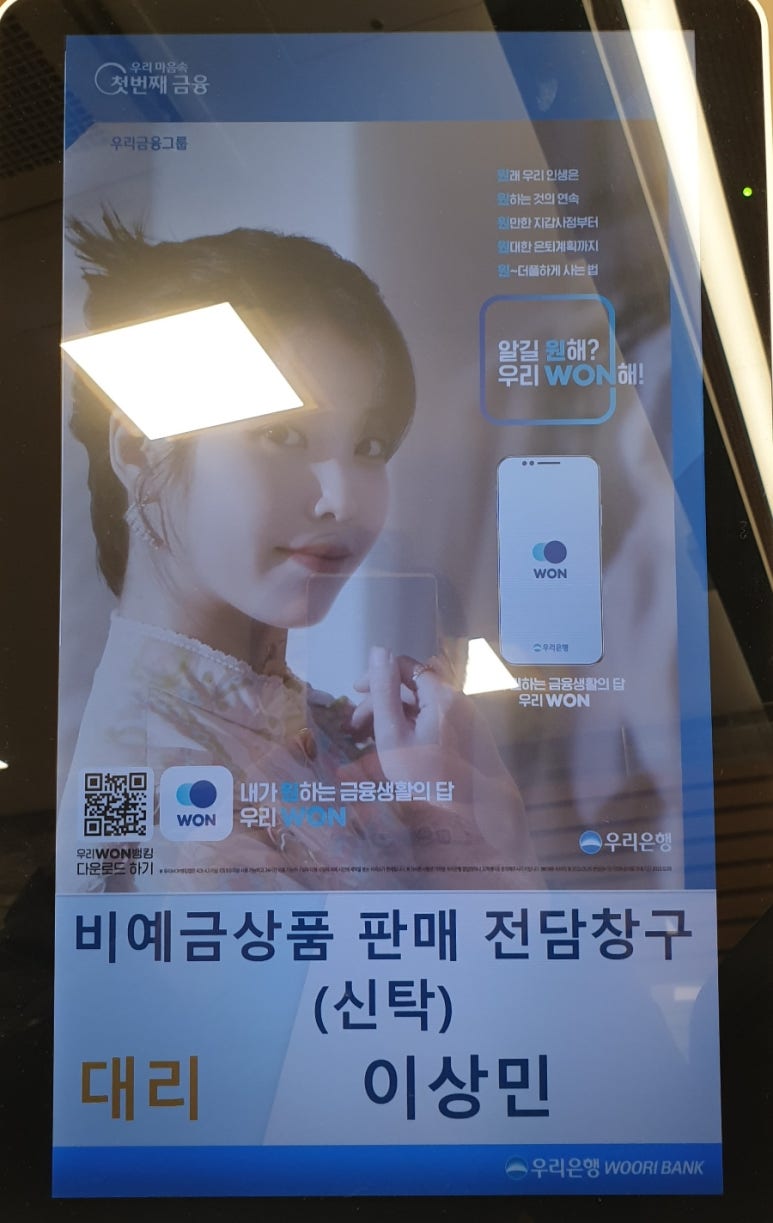 우리 마음속
첫번째 금융
우리금융그룹
원래 우리 인생은
원하는 것의 연속
원만한 지갑사정부터
원대한 은퇴계획까지
원~더풀하게 사는 법
알길 원해?
우리 WON해!
WON
우리은행
원하는 금융생활의 답
우리 WON
WON
내가 원하는 금융생활의 답
우리 WON
우리WON뱅킹
다운로드 하기
우리은행
비예금상품 판매 전담창구
(신탁)
대리 이상민
우리은행 WOORI BANK